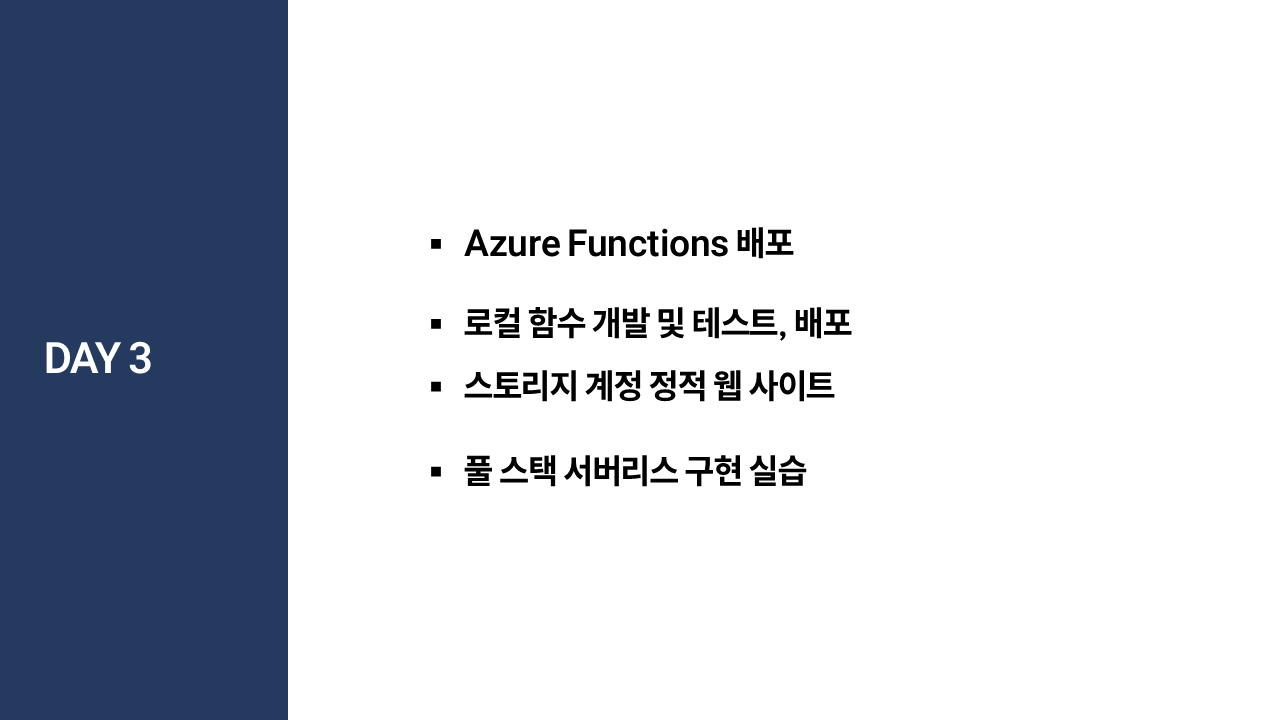 DAY 3
▪ Azure Functions 배포
▪ 로컬 함수 개발 및 테스트, 배포
▪ 스토리지 계정 정적 웹 사이트
▪ 풀 스택 서버리스 구현 실습